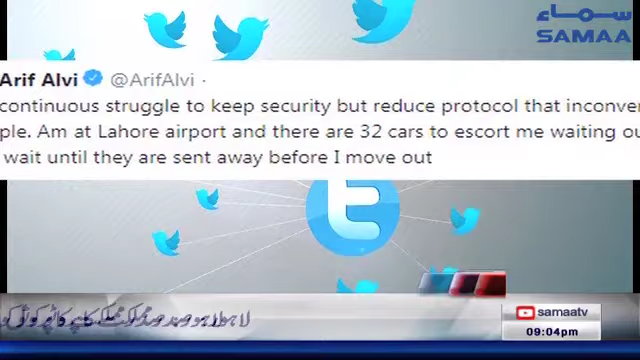 سماء
SAMAA
Arif Alvi @ArifAlvi ·
continuous struggle to keep security but reduce protocol that inconver
ple. Am at Lahore airport and there are 32 cars to escort me waiting ou
wait until they are sent away before I move out
samaatv
09:04pm